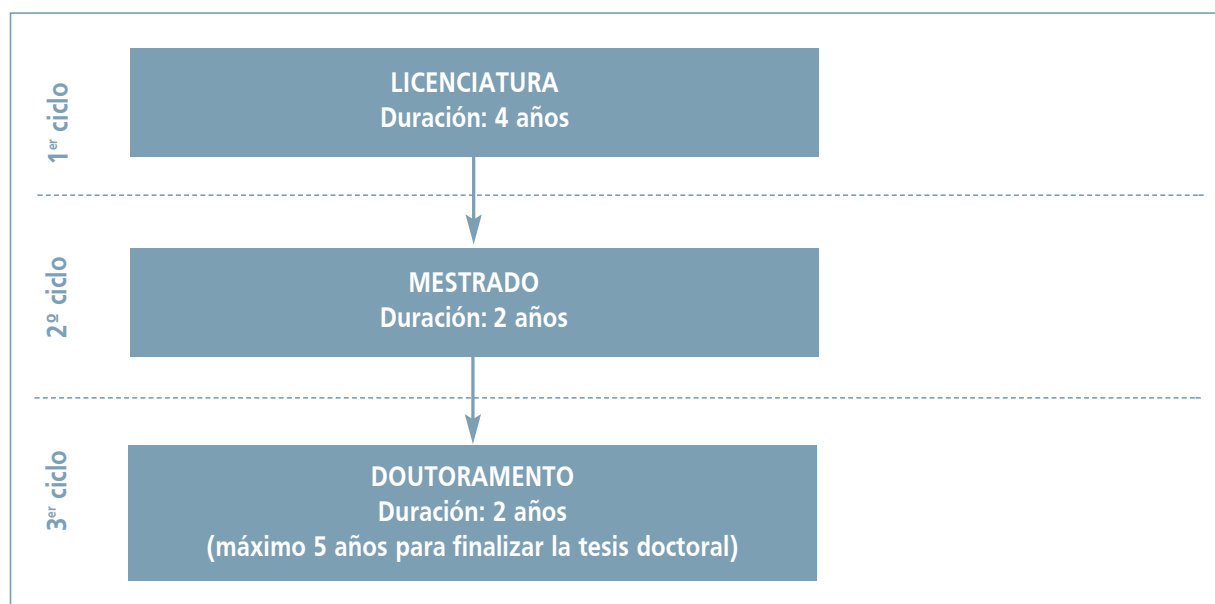 1er ciclo
LICENCIATURA
Duración: 4 años
2º ciclo
MESTRADO
Duración: 2 años
3er ciclo
DOUTORAMENTO
Duración: 2 años
(máximo 5 años para finalizar la tesis doctoral)